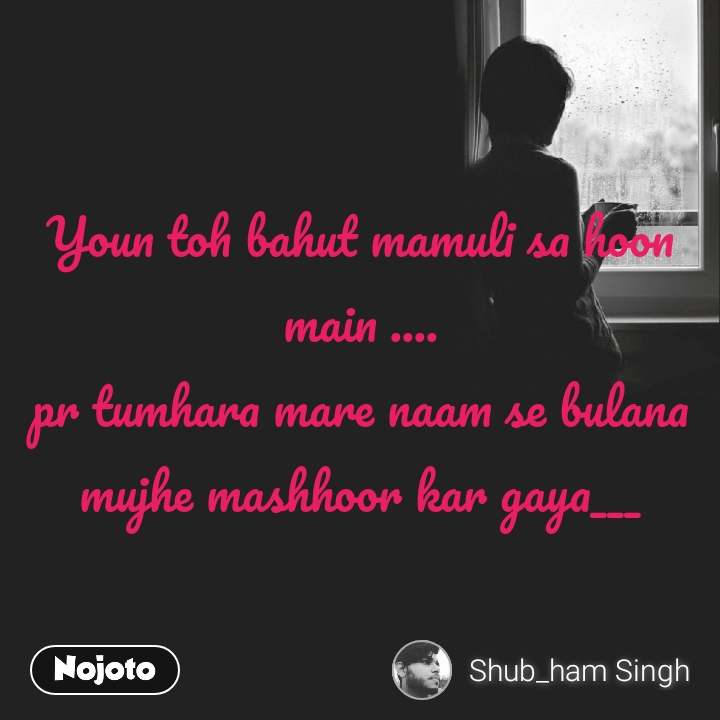 Youn toh bahut mamuli sa hoon
main ....
pr tumhara mare naam se bulana
mujhe mashhoor kar gaya___
Nojoto
Shub_ham Singh